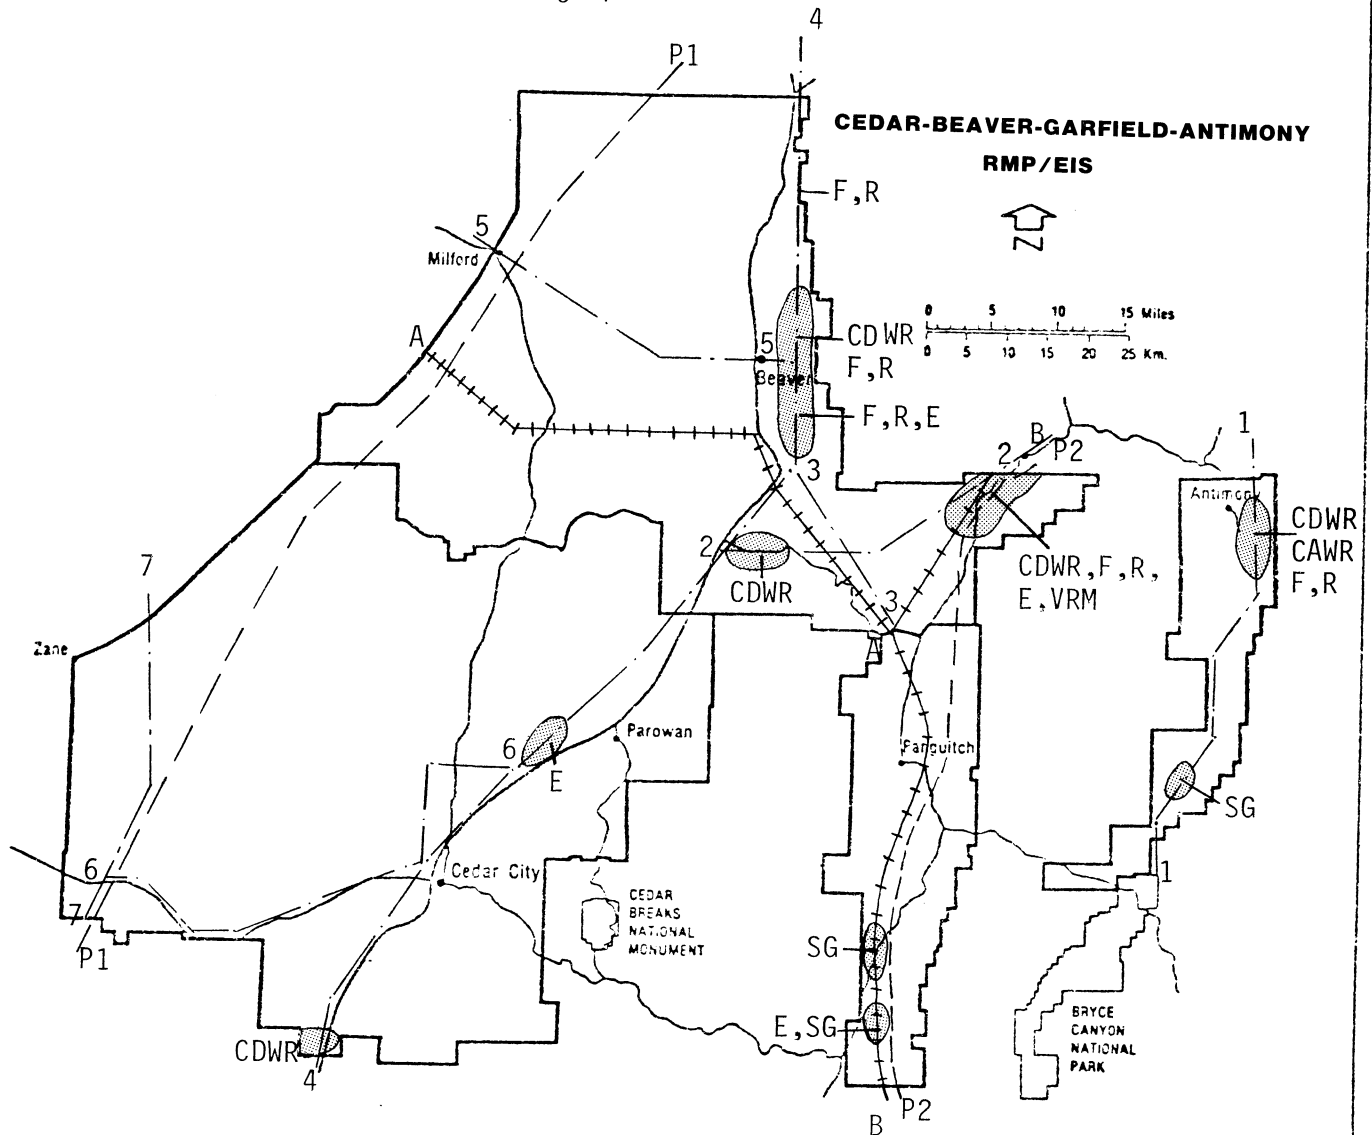 4
P1
CEDAR-BEAVER-GARFIELD-ANTIMONY
RMP/EIS
F,R
N
5
Milford
0 5 10 15 Miles
0 5 10 15 20 25 Km.
A
5
Beaver
CDWR
F,R
F,R,E
B
1
2
P2
3
Antimony
CDWR
CAWR
F,R
2
CDWR
CDWR,F,R,
E,VRM
7
3
Zane
A
Parowan
6
E
Panguitch
SG
6
Cedar City
1
7
P1
CEDAR
BREAKS
NATIONAL
MONUMENT
SG
E,SG
BRYCE
CANYON
NATIONAL
PARK
CDWR
4
P2
B